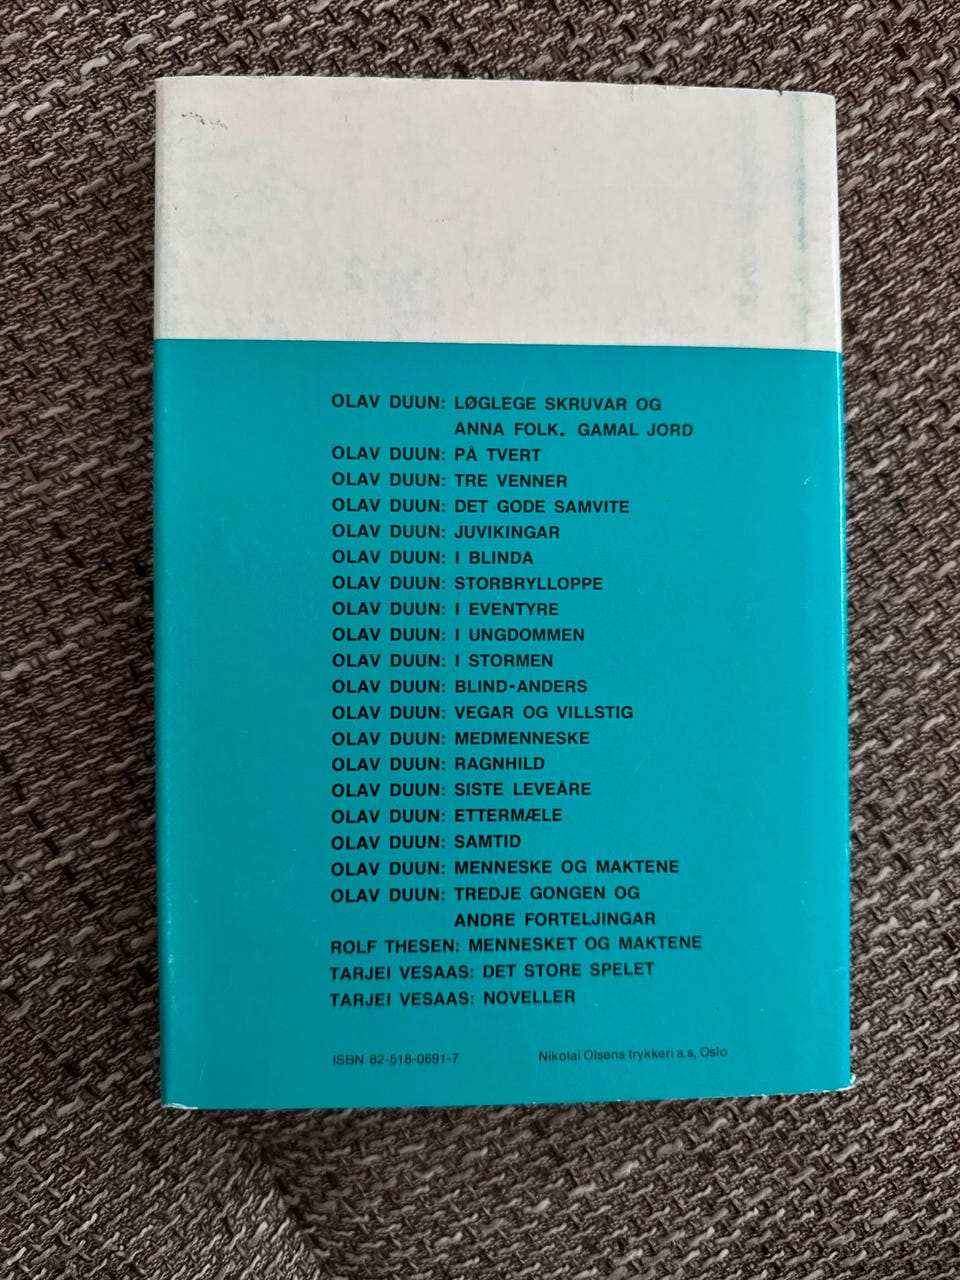 OLAV DUUN: LØGLEGE SKRUVAR OG
ANNA FOLK. GAMAL JORD
OLAV DUUN: PÅ TVERT
OLAV DUUN: TRE VENNER
OLAV DUUN: DET GODE SAMVITE
OLAV DUUN: JUVIKINGAR
OLAV DUUN: I BLINDA
OLAV DUUN: STORBRYLLOPPE
OLAV DUUN: I EVENTYRE
OLAV DUUN: I UNGDOMMEN
OLAV DUUN: I STORMEN
OLAV DUUN: BLIND-ANDERS
OLAV DUUN: VEGAR OG VILLSTIG
OLAV DUUN: MEDMENNESKE
OLAV DUUN: RAGNHILD
OLAV DUUN: SISTE LEVEÅRE
OLAV DUUN: ETTERMÆLE
OLAV DUUN: SAMTID
OLAV DUUN: MENNESKE OG MAKTENE
OLAV DUUN: TREDJE GONGEN OG
ANDRE FORTELJINGAR
ROLF THESEN: MENNESKET OG MAKTENE
TARJEI VESAAS: DET STORE SPELET
TARJEI VESAAS: NOVELLER
ISBN 82-518-0691-7 Nikolai Olsens trykkeri a.s, Oslo